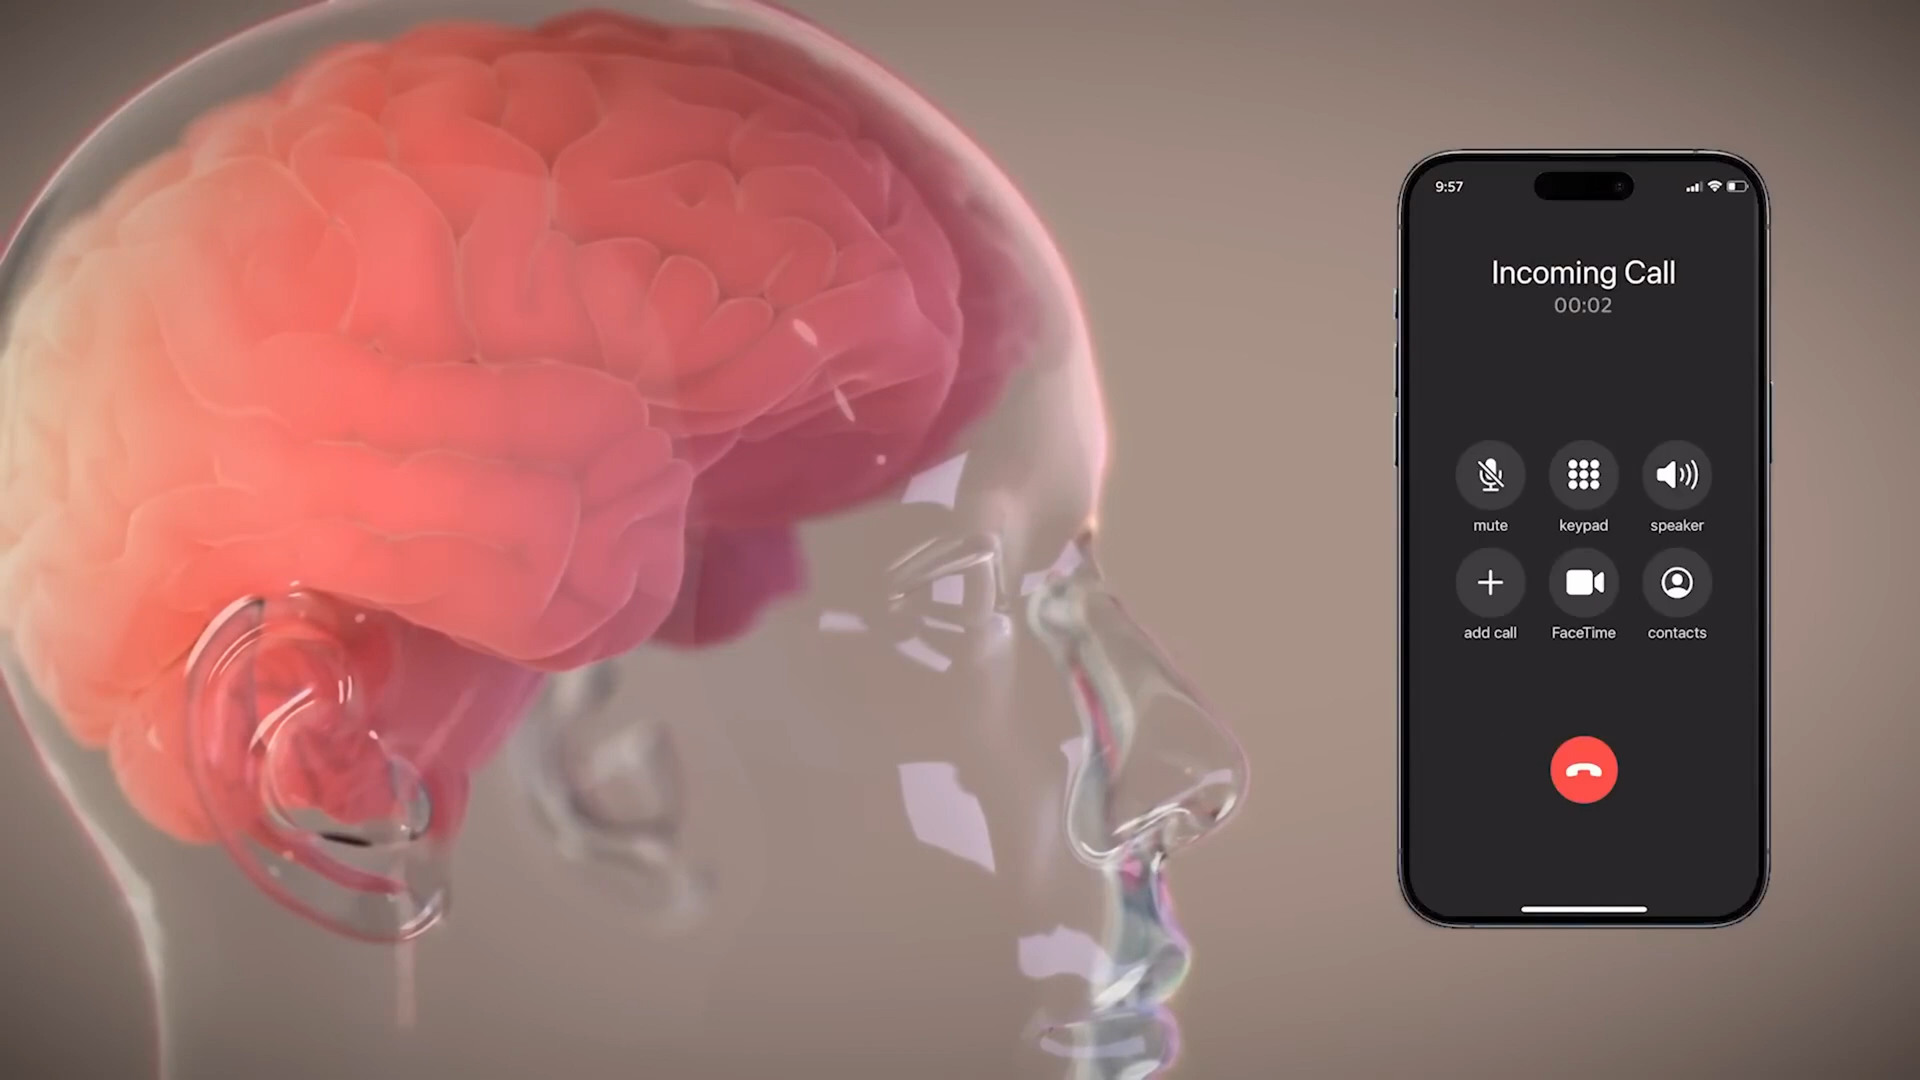 9:57
Incoming Call
00:02
mute keypad speaker
add call FaceTime contacts